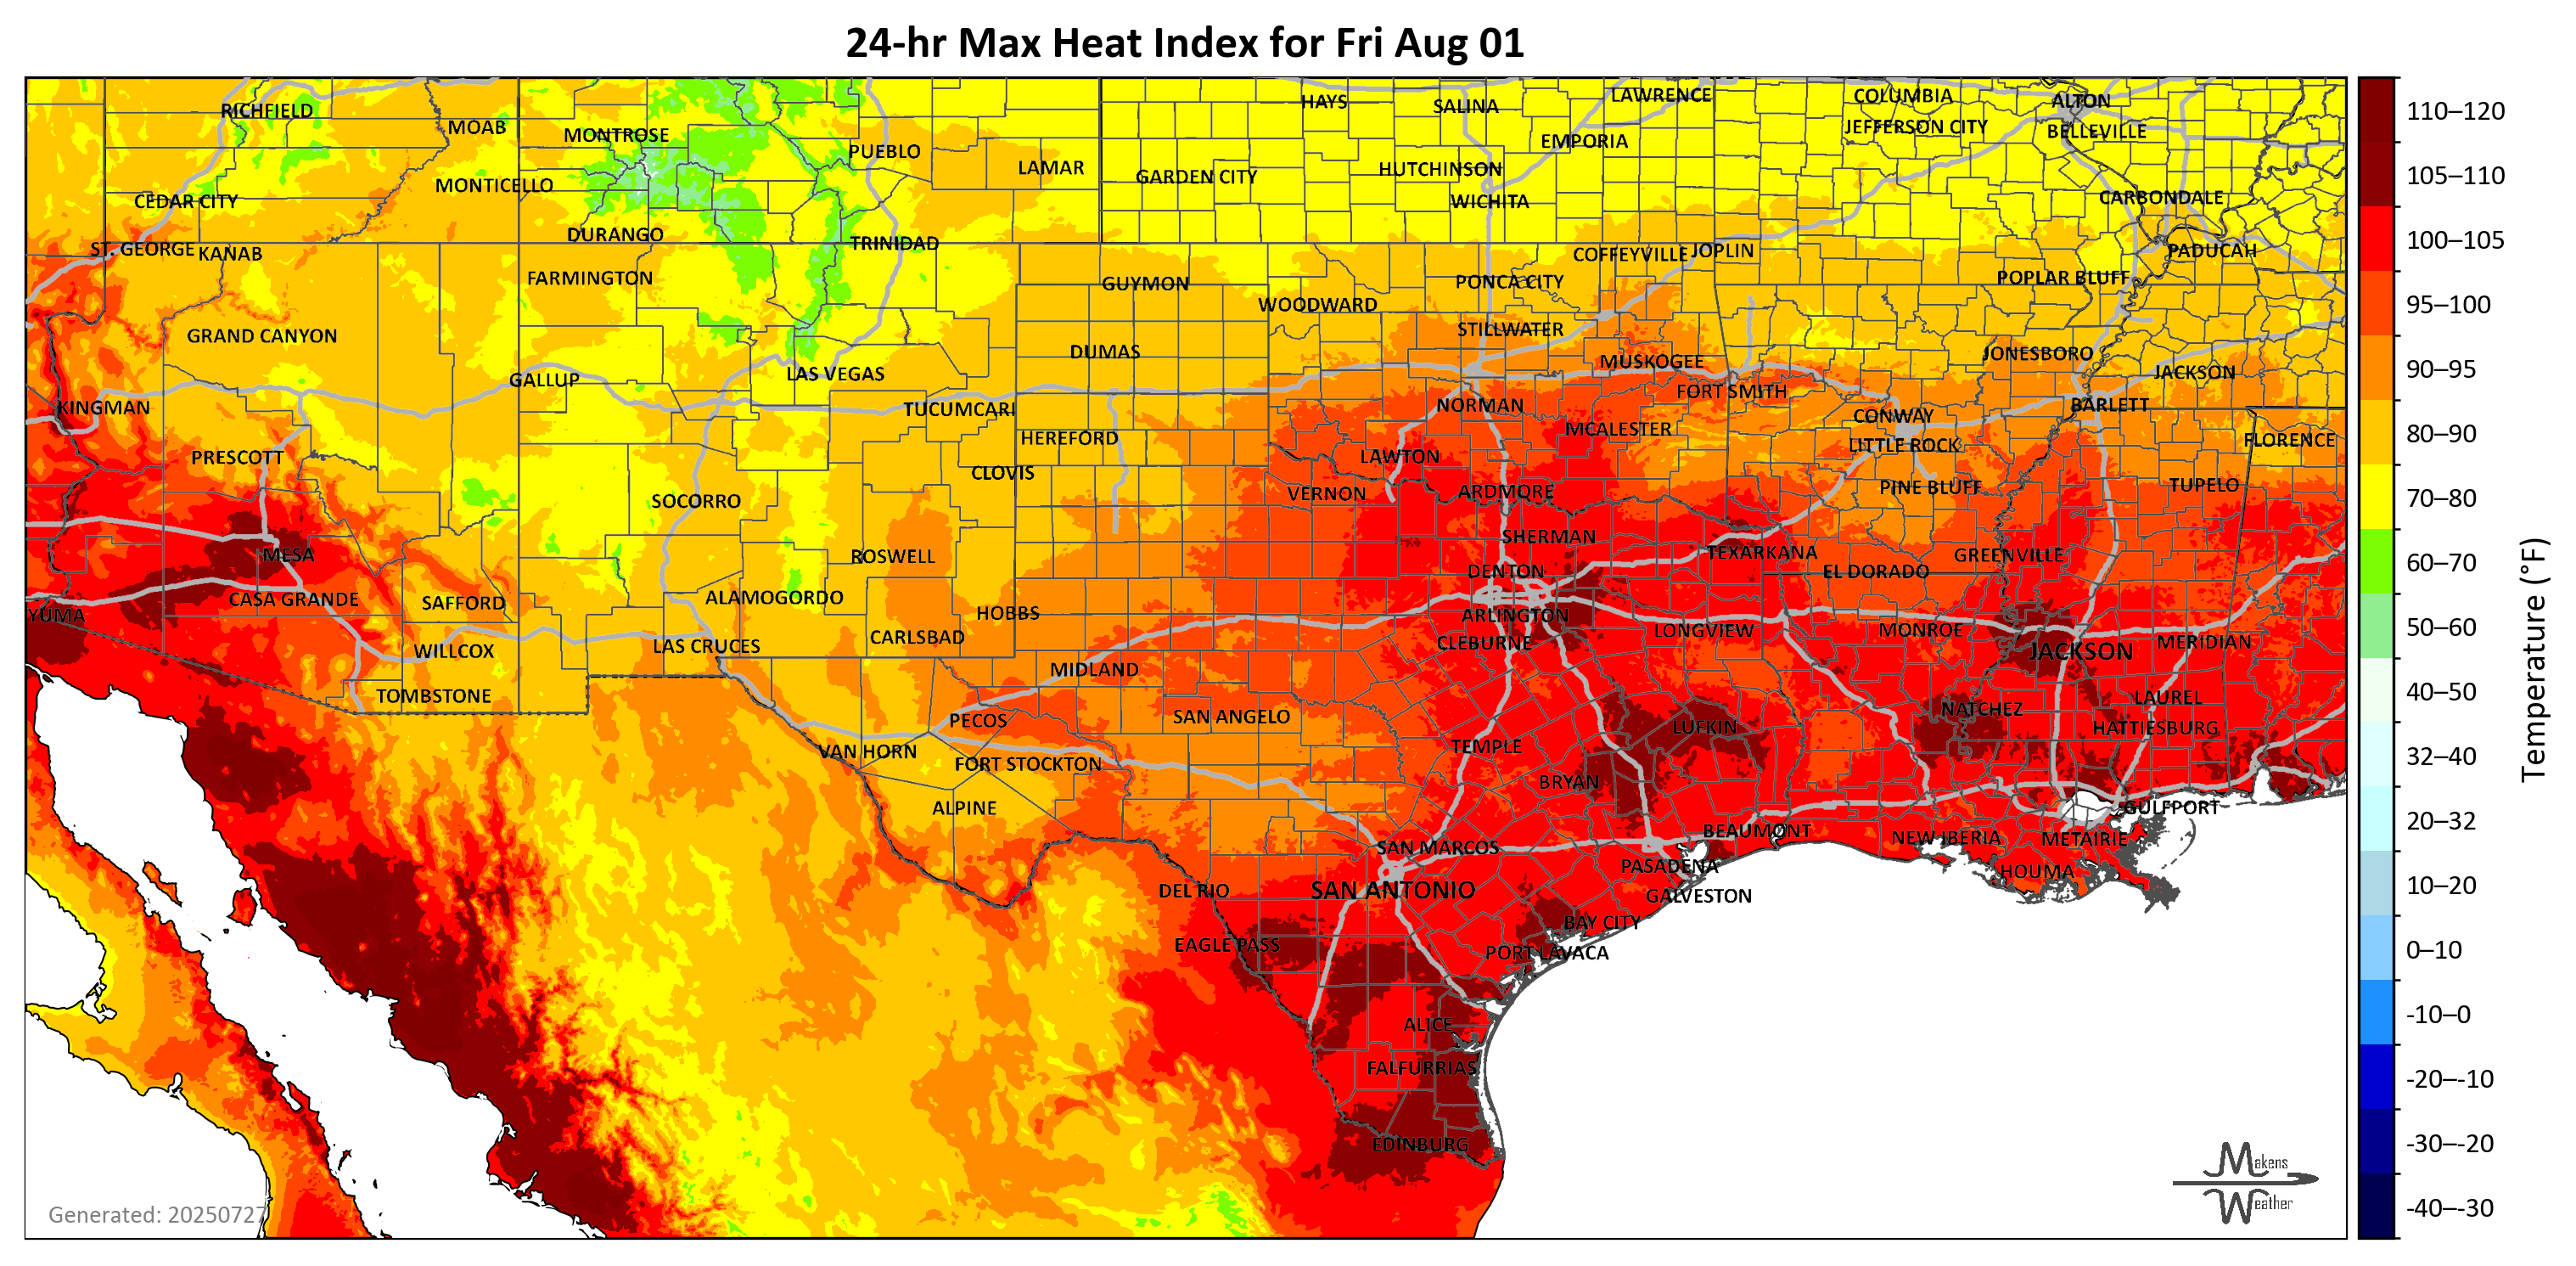 24-hr Max Heat Index for Fri Aug 01
RICHFIELD
MOAB
MONTROSE
PUEBLO
LAMAR
HAYS
SALINA
LAWRENCE
COLUMBIA
ALTON
JEFFERSON CITY
BELLEVILLE
EMPORIA
GARDEN CITY
HUTCHINSON
WICHITA
CARBONDALE
CEDAR CITY
MONTICELLO
DURANGO
TRINIDAD
ST. GEORGE
KANAB
FARMINGTON
GUYMON
WOODWARD
PONCA CITY
COFFEYVILLE
JOPLIN
POPLAR BLUFF
PADUCAH
GRAND CANYON
DUMAS
STILLWATER
MUSKOGEE
JONESBORO
JACKSON
GALLUP
LAS VEGAS
FORT SMITH
KINGMAN
TUCUMCARI
NORMAN
CONWAY
BARLETT
HEREFORD
MCALESTER
LITTLE ROCK
FLORENCE
PRESCOTT
CLOVIS
LAWTON
SOCORRO
VERNON
ARDMORE
PINE BLUFF
TUPELO
MESA
ROSWELL
SHERMAN
TEXARKANA
GREENVILLE
DENTON
EL DORADO
YUMA
CASA GRANDE
SAFFORD
ALAMOGORDO
HOBBS
ARLINGTON
CLEBURNE
LONGVIEW
MONROE
JACKSON
MERIDIAN
WILLCOX
LAS CRUCES
CARLSBAD
MIDLAND
TOMBSTONE
PECOS
SAN ANGELO
LUFKIN
NATCHEZ
LAUREL
HATTIESBURG
VAN HORN
FORT STOCKTON
TEMPLE
BRYAN
ALPINE
GULFPORT
SAN MARCOS
BEAUMONT
NEW IBERIA
METAIRIE
PASADENA
HOUMA
DEL RIO
SAN ANTONIO
GALVESTON
BAY CITY
EAGLE PASS
PORT LAVACA
ALICE
FALFURRIAS
EDINBURG
Generated: 20250727
Makens
Weather
110–120
105–110
100–105
95–100
90–95
80–90
70–80
60–70
50–60
40–50
32–40
20–32
10–20
0–10
-10–0
-20–-10
-30–-20
-40–-30
Temperature (°F)